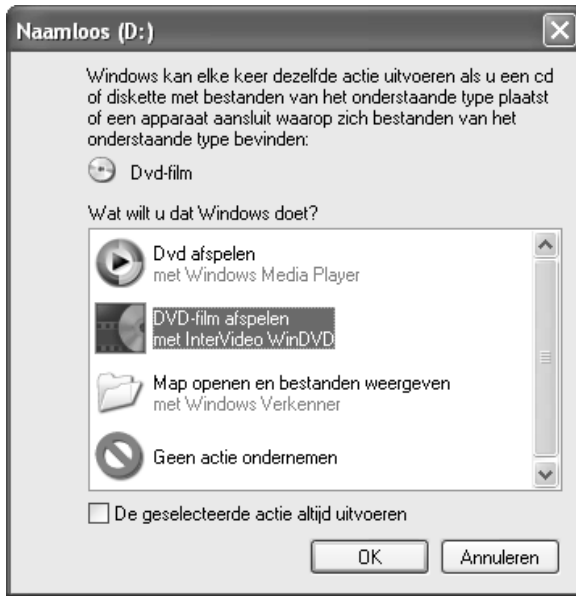 Naamloos (D:)
Windows kan elke keer dezelfde actie uitvoeren als u een cd
of diskette met bestanden van het onderstaande type plaatst
of een apparaat aansluit waarop zich bestanden van het
onderstaande type bevinden:
Dvd-film
Wat wilt u dat Windows doet?
Dvd afspelen
met Windows Media Player
DVD-film afspelen
met InterVideo WinDVD
Map openen en bestanden weergeven
met Windows Verkenner
Geen actie ondernemen
De geselecteerde actie altijd uitvoeren
OK
Annuleren